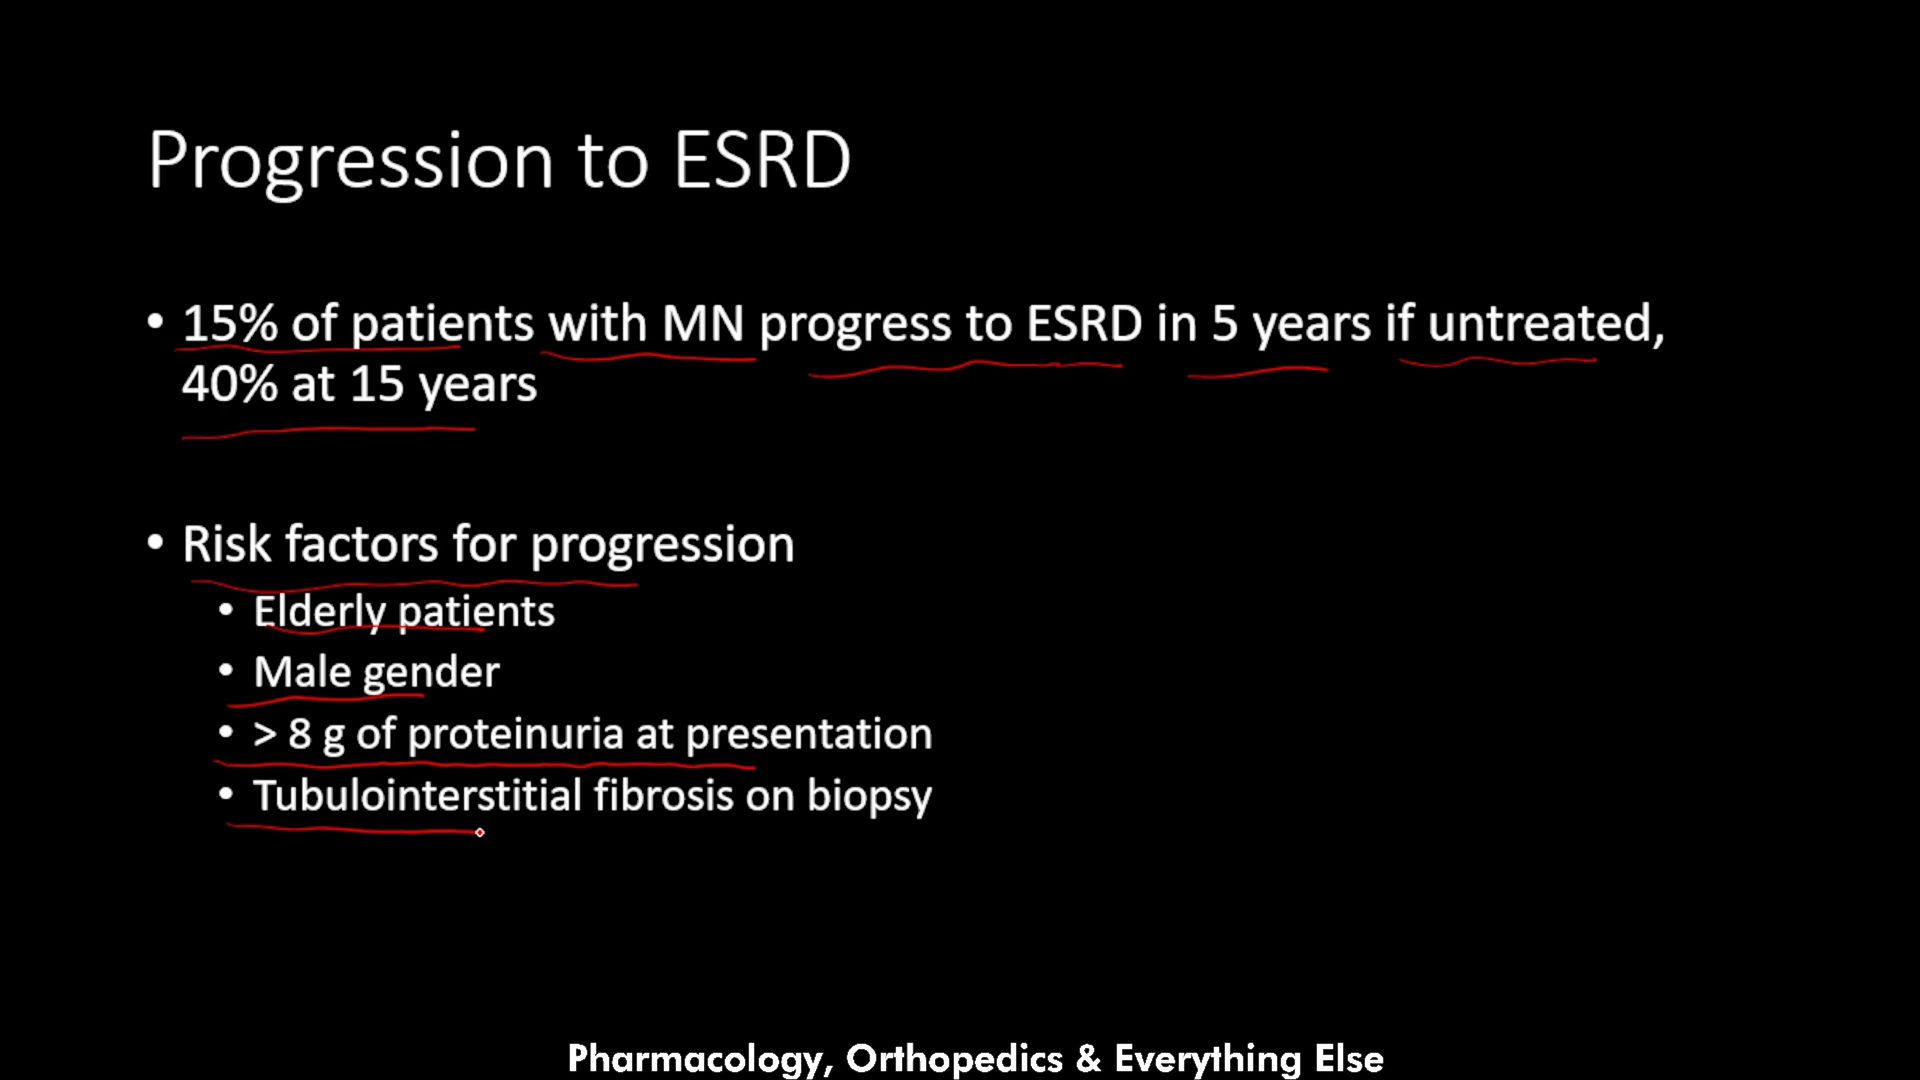 Progression to ESRD
• 15% of patients with MN progress to ESRD in 5 years if untreated,
40% at 15 years
• Risk factors for progression
• Elderly patients
• Male gender
• > 8 g of proteinuria at presentation
• Tubulointerstitial fibrosis on biopsy
Pharmacology, Orthopedics & Everything Else